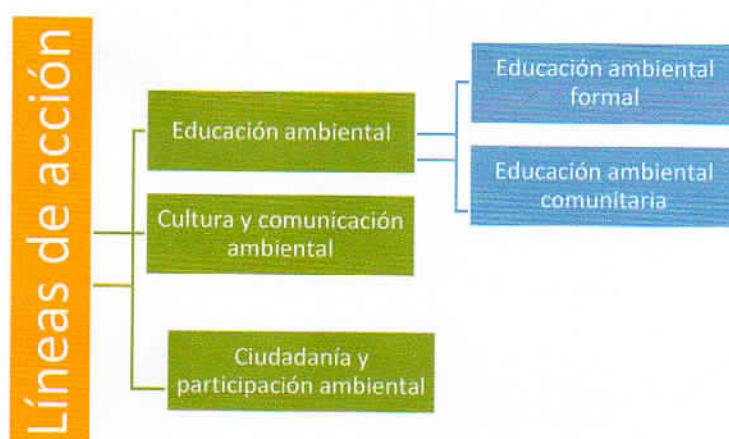 Líneas de acción
Educación ambiental
Educación ambiental
formal
Educación ambiental
comunitaria
Cultura y comunicación
ambiental
Ciudadanía y
participación ambiental